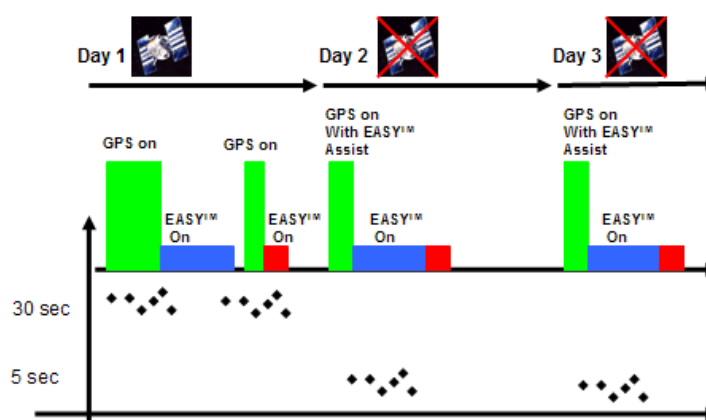 Day 1
Day 2
Day 3
GPS on
GPS on
GPS on
With EASY™
Assist
GPS on
With EASY™
Assist
EASY™
On
EASY™
On
EASY™
On
EASY™
On
30 sec
5 sec